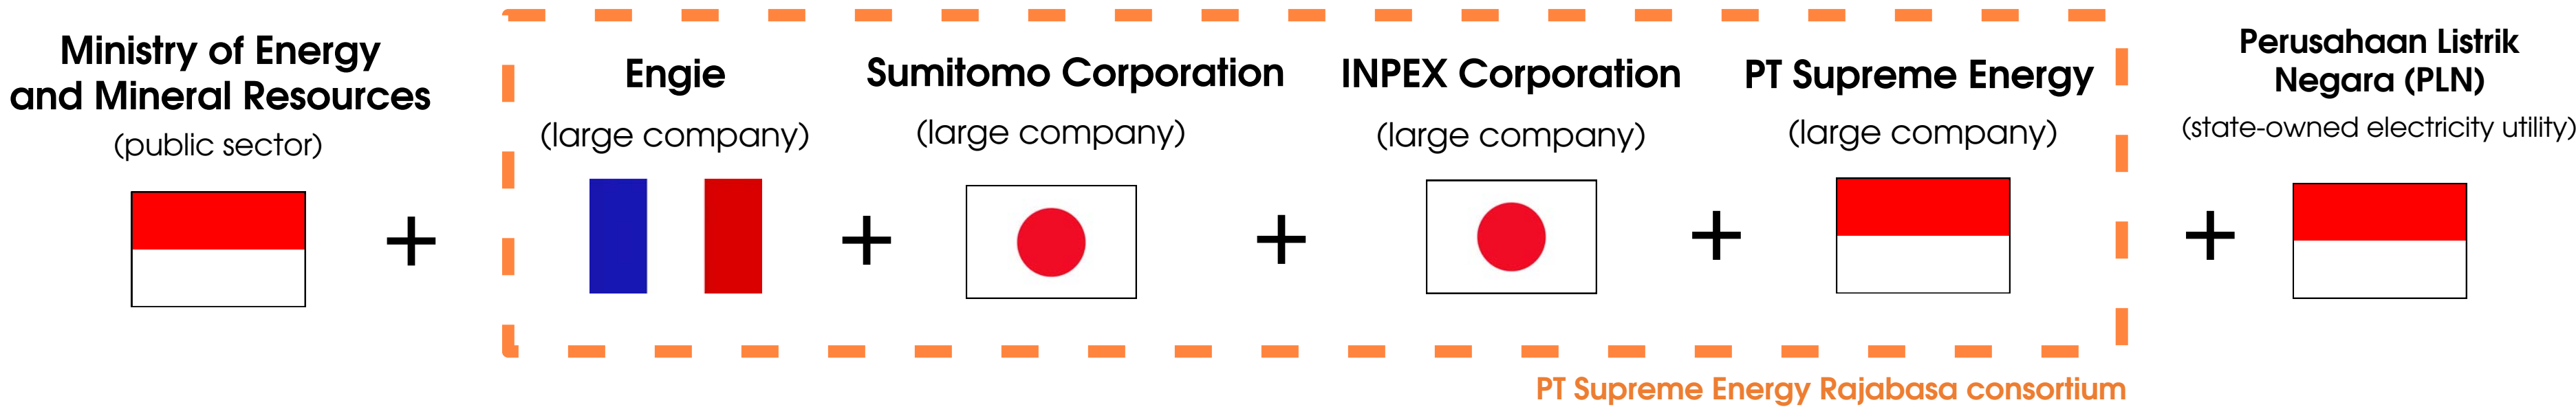 Ministry of Energy
and Mineral Resources
(public sector)
+
Engie
(large company)
+
Sumitomo Corporation
(large company)
+
INPEX Corporation
(large company)
+
PT Supreme Energy
(large company)
+
Perusahaan Listrik
Negara (PLN)
(state-owned electricity utility)
PT Supreme Energy Rajabasa consortium